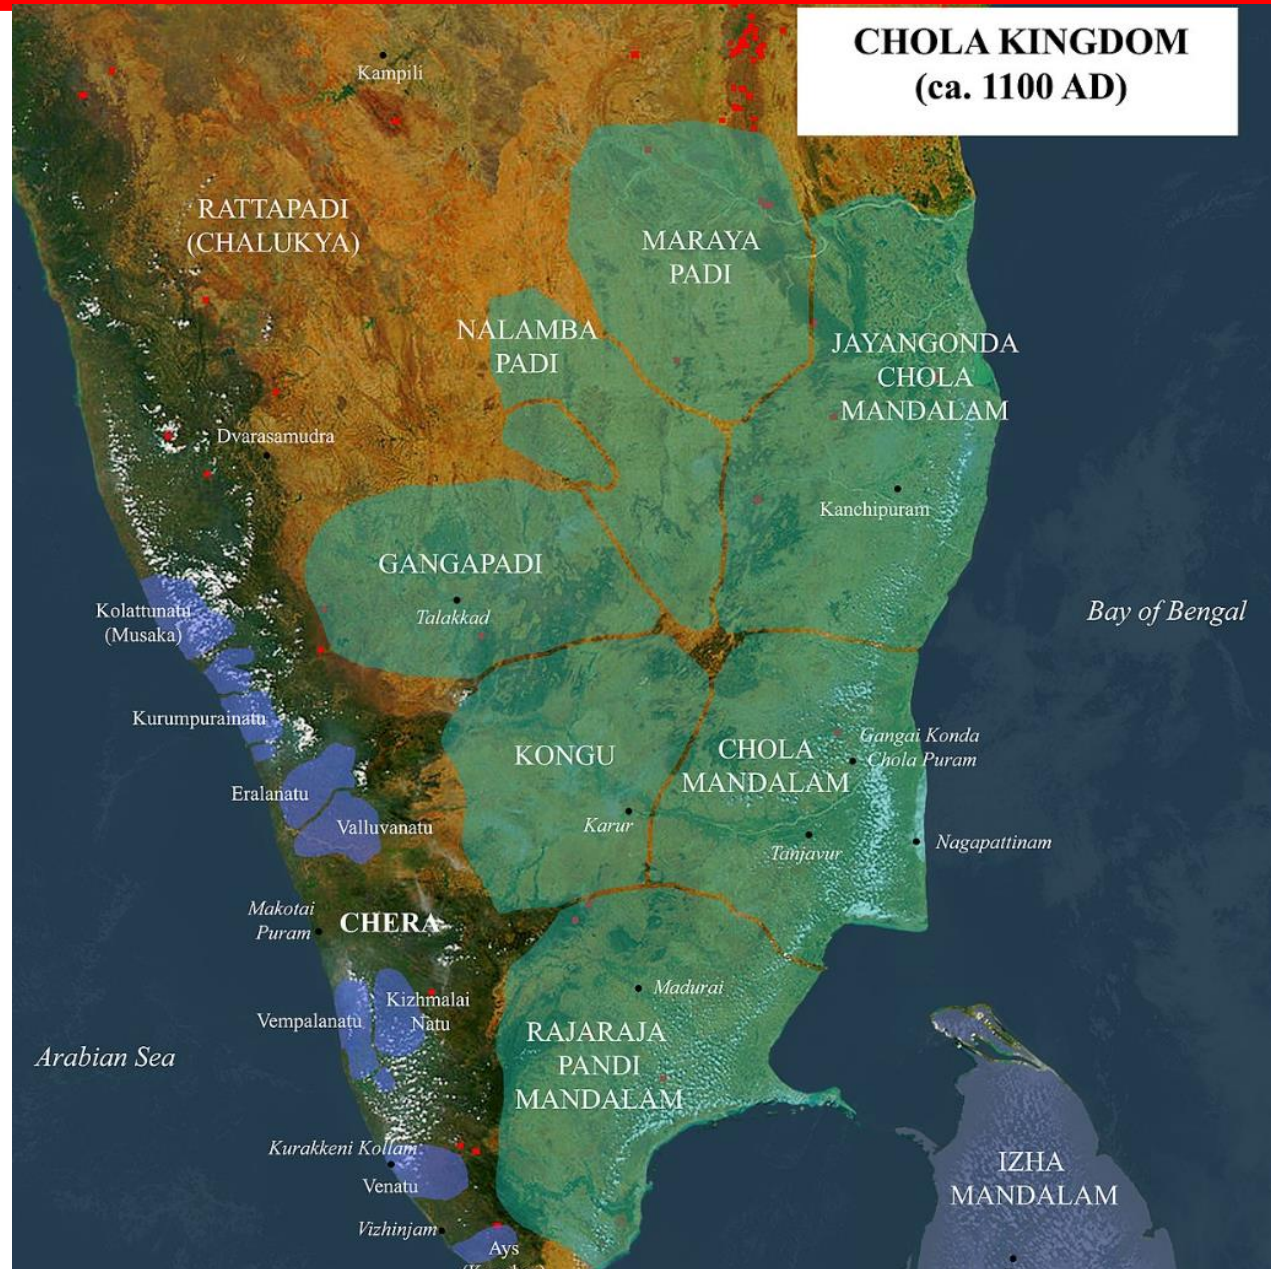 CHOLA KINGDOM
(ca. 1100 AD)
Kampili
RATTAPADI
(CHALUKYA)
MARAYA
PADI
NALAMBA
PADI
JAYANGONDA
CHOLA
MANDALAM
Dvarasamudra
Kanchipuram
GANGAPADI
Talakkad
Kolattunatu
(Musaka)
Bay of Bengal
Kurumpurainatu
KONGU
CHOLA
MANDALAM
Gangai Konda
Chola Puram
Eralanatu
Valluvanatu
Karur
Tanjavur
Nagapattinam
Makotai
Puram
CHERA
Madurai
Kizhmalai
Natu
Vempalanatu
RAJARAJA
PANDI
MANDALAM
Arabian Sea
Kurakkeni Kollam
Venatu
IZHA
MANDALAM
Vizhinjam
Ays